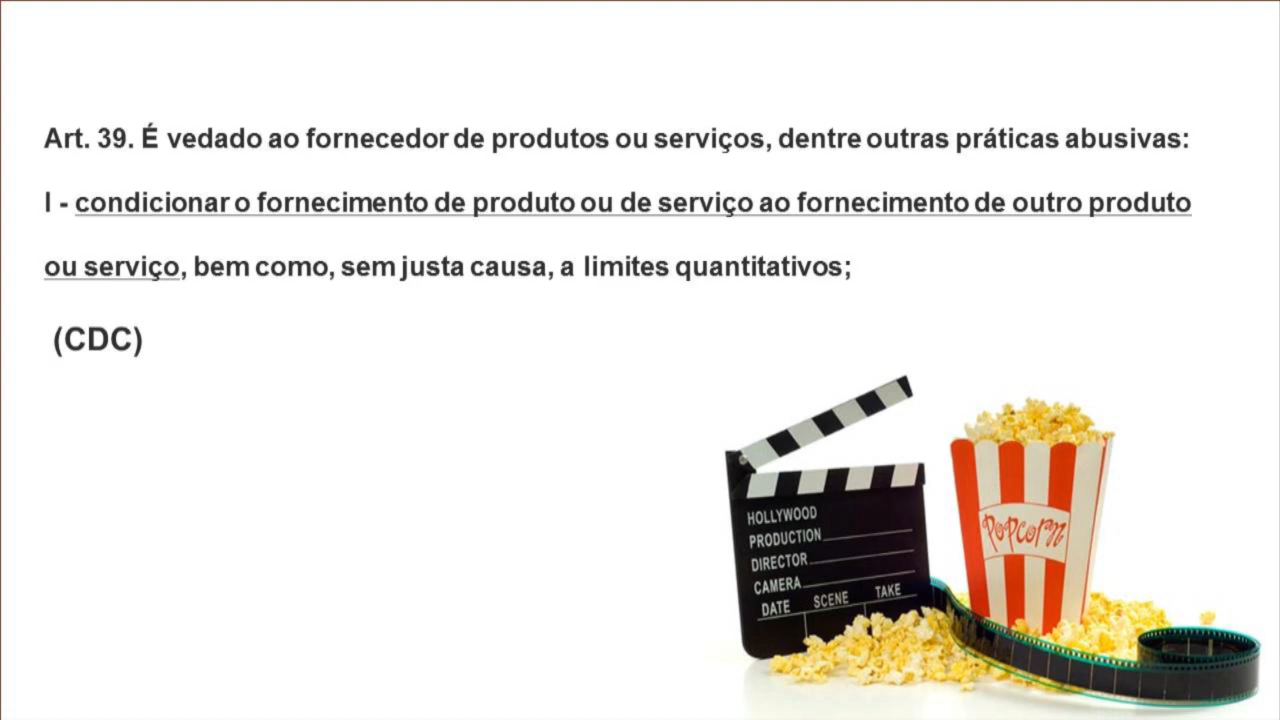 Art. 39. É vedado ao fornecedor de produtos ou serviços, dentre outras práticas abusivas:
I - condicionar o fornecimento de produto ou de serviço ao fornecimento de outro produto
ou serviço, bem como, sem justa causa, a limites quantitativos;
(CDC)
HOLLYWOOD
PRODUCTION
DIRECTOR
CAMERA
DATE SCENE TAKE
Popcorn